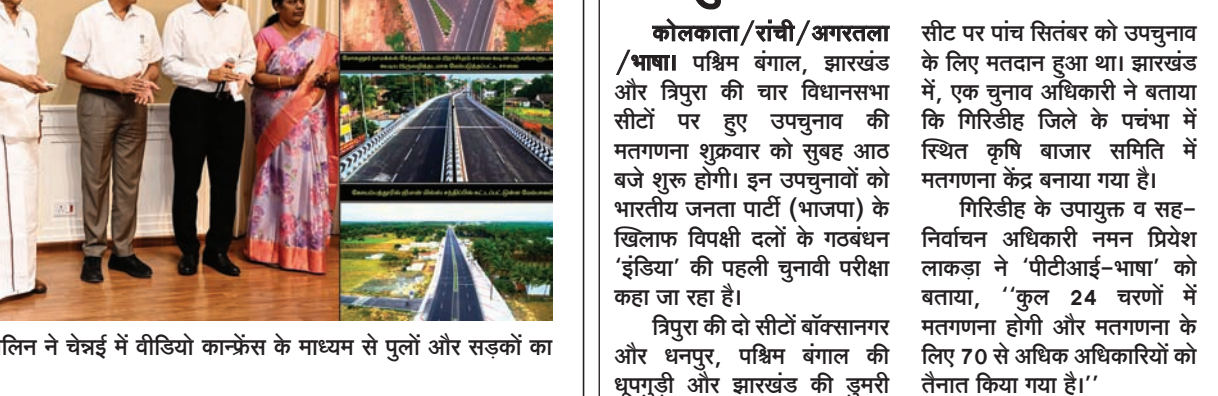 लिन ने चेन्नई में वीडियो कान्फ्रेंस के माध्यम से पुलों और सड़कों का
कोलकाता/रांची/अगरतला
/भाषा। पश्चिम बंगाल, झारखंड
और त्रिपुरा की चार विधानसभा
सीटों पर हुए उपचुनाव की
मतगणना शुक्रवार को सुबह आठ
बजे शुरू होगी। इन उपचुनावों को
भारतीय जनता पार्टी (भाजपा) के
खिलाफ विपक्षी दलों के गठबंधन
‘इंडिया’ की पहली चुनावी परीक्षा
कहा जा रहा है।
त्रिपुरा की दो सीटों बॉक्सानगर
और धनपुर, पश्चिम बंगाल की
धूपगुड़ी और झारखंड की डुमरी
सीट पर पांच सितंबर को उपचुनाव
के लिए मतदान हुआ था। झारखंड
में, एक चुनाव अधिकारी ने बताया
कि गिरिडीह जिले के पचंभा में
स्थित कृषि बाजार समिति में
मतगणना केंद्र बनाया गया है।
गिरिडीह के उपायुक्त व सह-
निर्वाचन अधिकारी नमन प्रियेश
लाकड़ा ने ‘पीटीआई-भाषा’ को
बताया, ‘‘कुल 24 चरणों में
मतगणना होगी और मतगणना के
लिए 70 से अधिक अधिकारियों को
तैनात किया गया है।’’